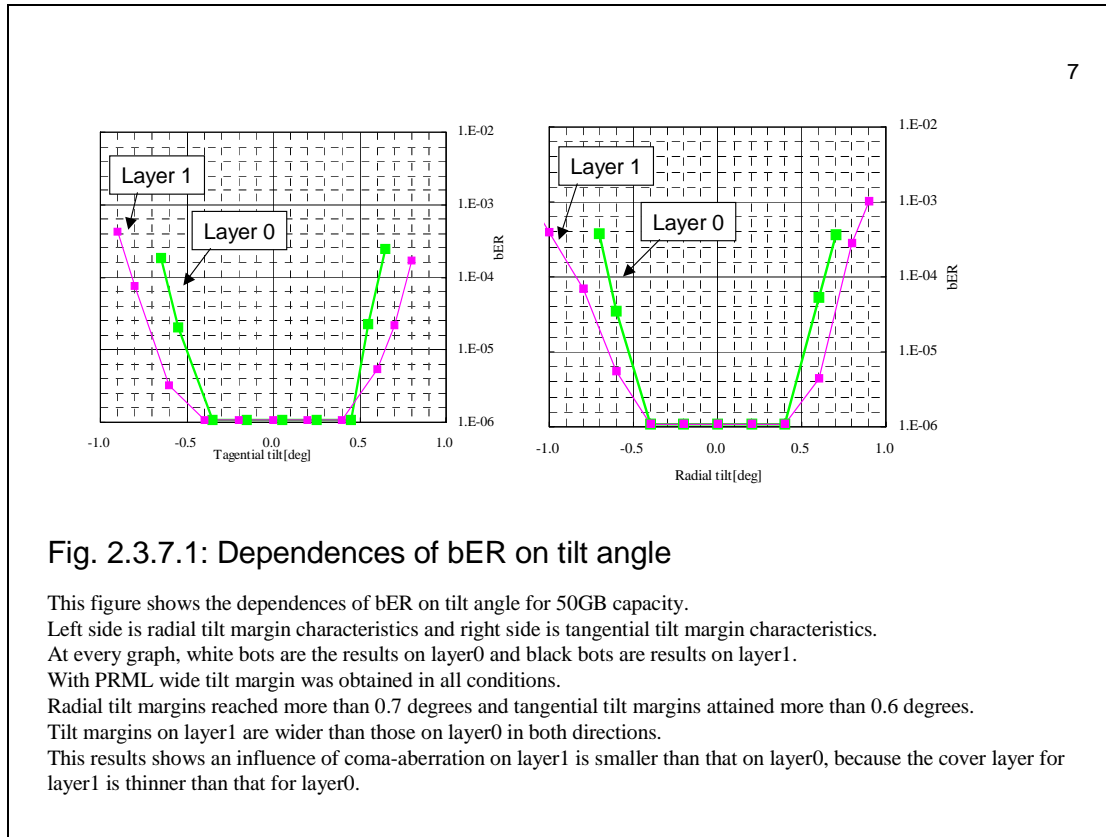 7
1.E-02
1.E-03
1.E-04
1.E-05
1.E-06
bER
Layer 1
Layer 0
-1.0
-0.5
0.0
0.5
1.0
Tagential tilt[deg]
1.E-02
1.E-03
1.E-04
1.E-05
1.E-06
bER
Layer 1
Layer 0
-1.0
-0.5
0.0
0.5
1.0
Radial tilt[deg]
Fig. 2.3.7.1: Dependences of bER on tilt angle
This figure shows the dependences of bER on tilt angle for 50GB capacity.
Left side is radial tilt margin characteristics and right side is tangential tilt margin characteristics.
At every graph, white bots are the results on layer0 and black bots are results on layer1.
With PRML wide tilt margin was obtained in all conditions.
Radial tilt margins reached more than 0.7 degrees and tangential tilt margins attained more than 0.6 degrees.
Tilt margins on layer1 are wider than those on layer0 in both directions.
This results shows an influence of coma-aberration on layer1 is smaller than that on layer0, because the cover layer for
layer1 is thinner than that for layer0.